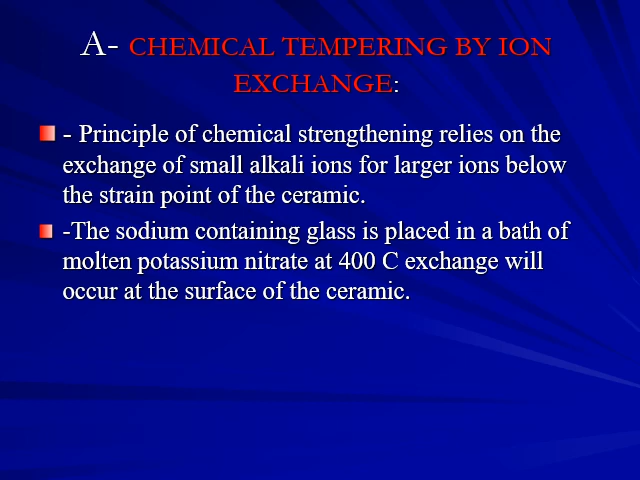 A- CHEMICAL TEMPERING BY ION
EXCHANGE:
- Principle of chemical strengthening relies on the
exchange of small alkali ions for larger ions below
the strain point of the ceramic.
-The sodium containing glass is placed in a bath of
molten potassium nitrate at 400 C exchange will
occur at the surface of the ceramic.